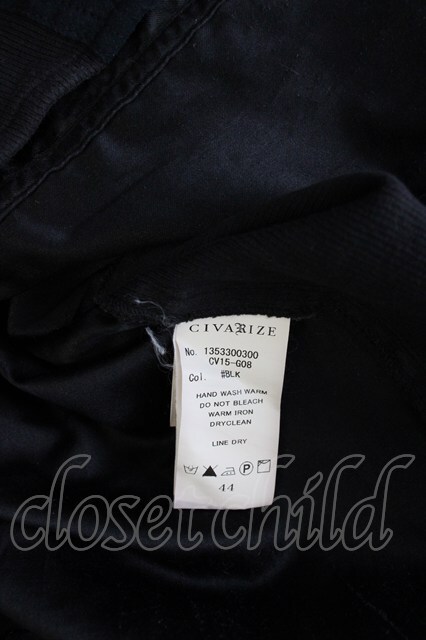 CIVARIZE
No. 1353300300
CV15-G08
Col. #BLK
HAND WASH WARM
DO NOT BLEACH
WARM IRON
DRYCLEAN
LINE DRY
P
44
closet child